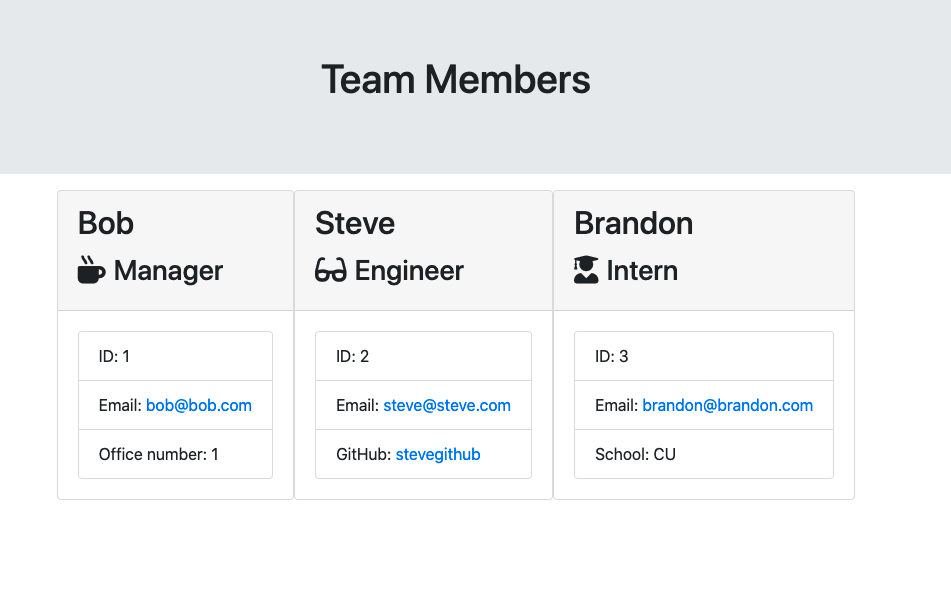 Team Members
Bob
Manager
ID: 1
Email: bob@bob.com
Office number: 1
Steve
Engineer
ID: 2
Email: steve@steve.com
GitHub: stevegithub
Brandon
Intern
ID: 3
Email: brandon@brandon.com
School: CU